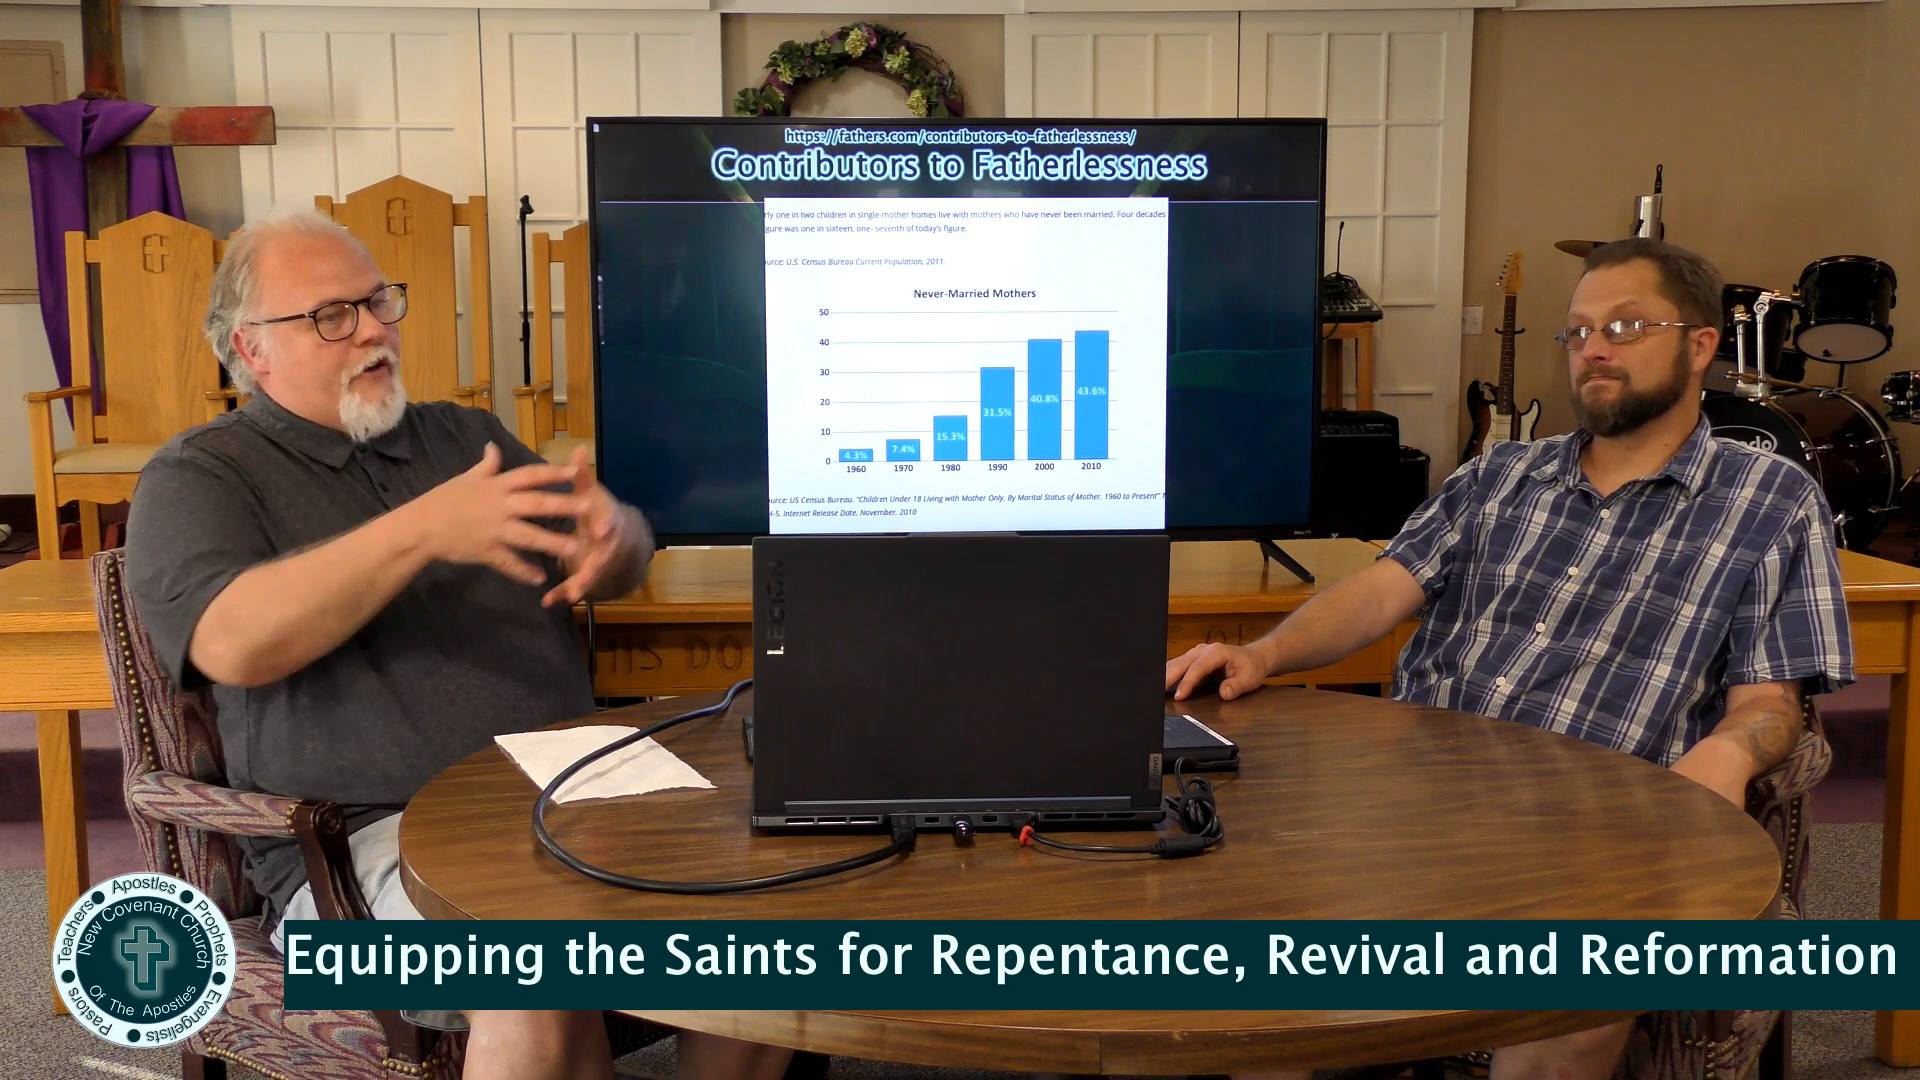 https://fathers.com/contributors-to-fatherlessness/
Contributors to Fatherlessness
rly one in two children in single-mother homes live with mothers who have never been married. Four decades
gure was one in sixteen, one- seventh of today's figure.
urce: U.S. Census Bureau Current Population, 2011.
Never-Married Mothers
50
40
30
20
10
0
4.3%
7.4%
15.3%
31.5%
40.8%
43.6%
1960
1970
1980
1990
2000
2010
urce: US Census Bureau. "Children Under 18 Living with Mother Only, By Marital Status of Mother, 1960 to Present"
H-5. Internet Release Date, November, 2010
LEGION
Lenovo
HIS DO
Apostles
Prophets
Evangelists
Pastors
Teachers
New Covenant Church
Of The Apostles
Equipping the Saints for Repentance, Revival and Reformation